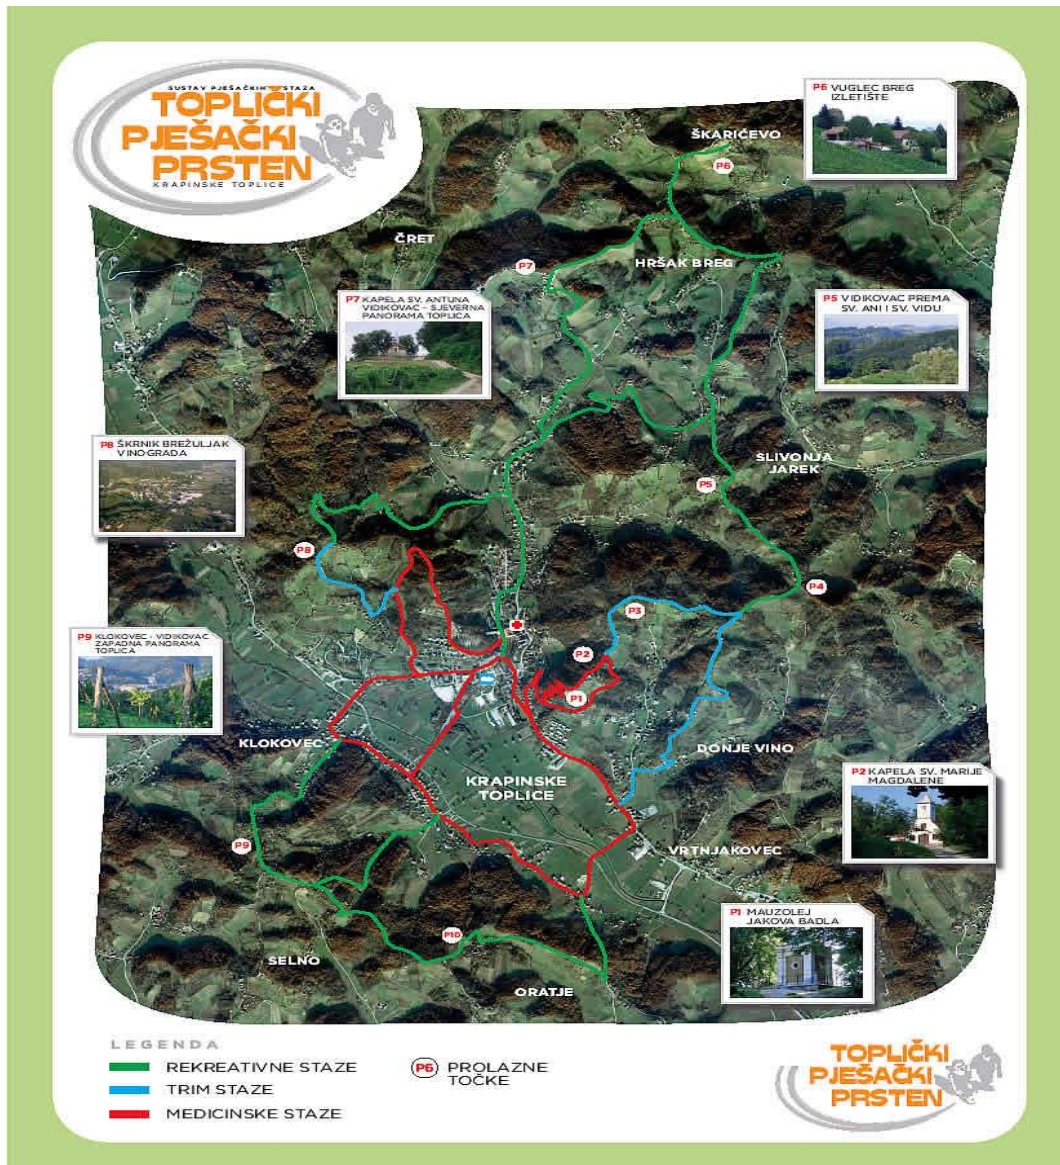 SUSTAV PJEŠAČKIH STAZA
TOPLIČKI
PJEŠAČKI
PRSTEN
KRAPINSKE TOPLICE
P6 VUGLEC BREG
IZLETIŠTE
ŠKARIĆEVO
P6
ČRET
HRŠAK BREG
P7
P7 KAPELA SV. ANTUNA
VIDIKOVAC - SJEVERNA
PANORAMA TOPLICA
P5 VIDIKOVAC PREMA
SV. ANI I SV. VIDU
P8 ŠKRNIK BREŽULJAK
VINOGRADA
SLIVONJA
JAREK
P5
P8
P4
P3
P9 KLOKOVEC - VIDIKOVAC
ZAPADNA PANORAMA
TOPLICA
P2
P1
KLOKOVEC
DONJE VINO
KRAPINSKE
TOPLICE
P2 KAPELA SV. MARIJE
MAGDALENE
P9
VRTNJAKOVEC
P1 MAUZOLEJ
JAKOVA BADLA
P10
SELNO
ORATJE
LEGENDA
REKREATIVNE STAZE
P6 PROLAZNE
TOČKE
TRIM STAZE
MEDICINSKE STAZE
TOPLIČKI
PJEŠAČKI
PRSTEN